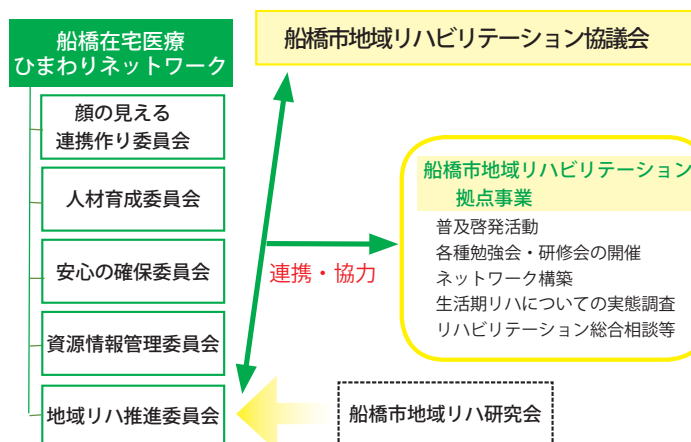 船橋在宅医療
ひまわりネットワーク
顔の見える
連携作り委員会
人材育成委員会
安心の確保委員会
資源情報管理委員会
地域リハ推進委員会
船橋市地域リハビリテーション協議会
連携・協力
船橋市地域リハビリテーション
拠点事業
普及啓発活動
各種勉強会・研修会の開催
ネットワーク構築
生活期リハについての実態調査
リハビリテーション総合相談等
船橋市地域リハ研究会